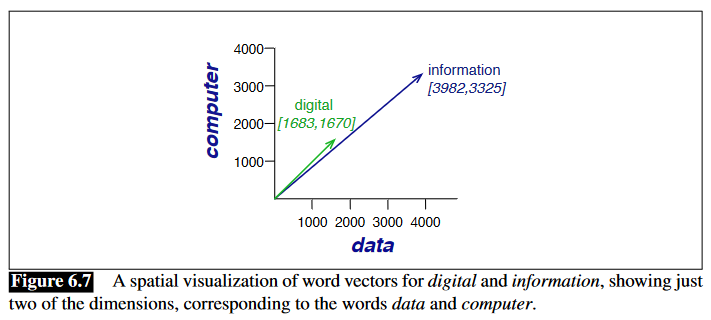 4000
information
3000
[3982,3325]
computer
digital
2000
[1683,1670]
1000
1000 2000 3000 4000
data
Figure 6.7 A spatial visualization of word vectors for digital and information, showing just
two of the dimensions, corresponding to the words data and computer.